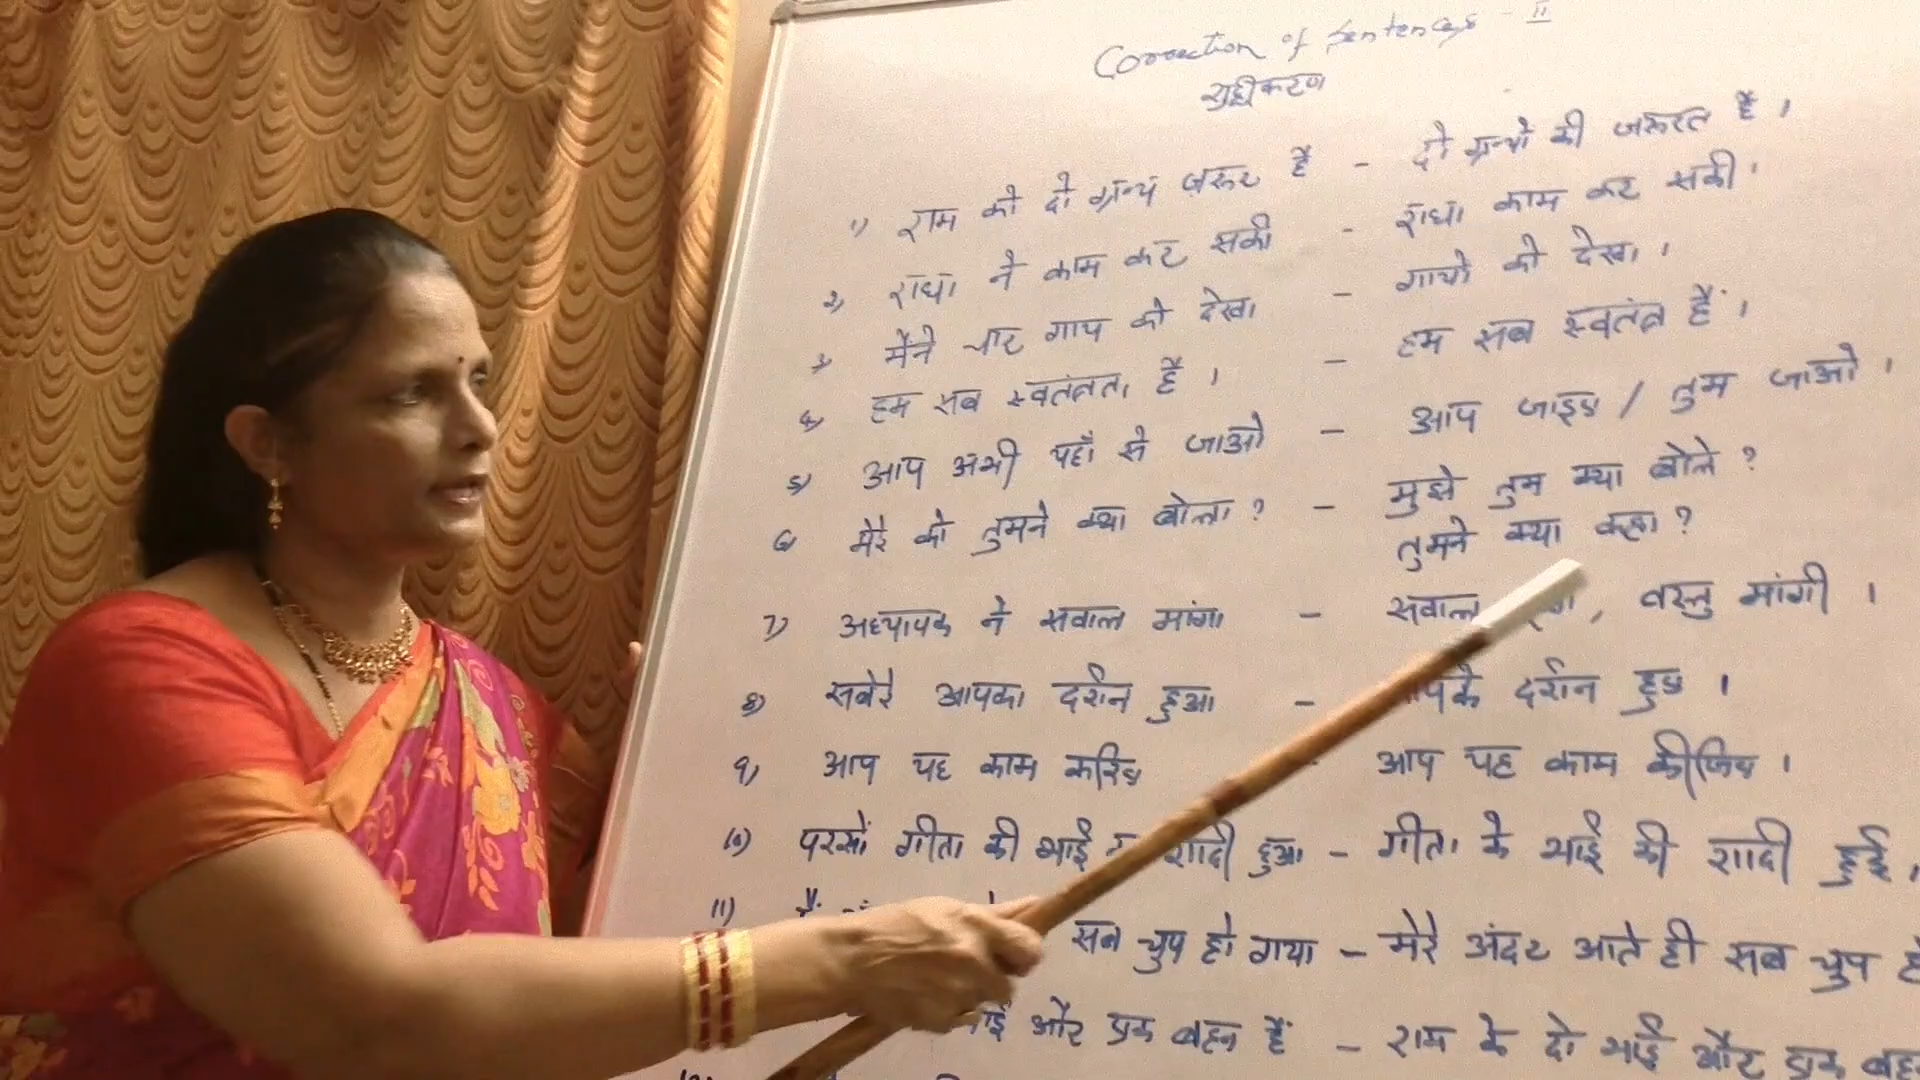 Correction of Sentences - II
शुद्दीकरण
1) राम को दो ग्रन्थ ज़रूर है - दो ग्रन्थो की जरूरत है ।
2) राधा ने काम कर सकी - राधा काम कर सकी ।
3) मैंने चार गाय को देखा - गायो को देखा ।
4) हम सब स्वतंत्रता है । - हम सब स्वतंत्र हैं ।
5) आप अभी यहाँ से जाओ - आप जाइए / तुम जाओ ।
6) मेरे को तुमने क्या बोला ? - मुझे तुम क्या बोले ?
तुमने क्या कहा ?
7) अध्यापक ने सवाल मांगा - सवाल , वस्तु मांगी ।
8) सबेरे आपका दर्शन हुआ - आपके दर्शन हुए ।
9) आप यह काम करिए - आप यह काम कीजिए ।
10) परसों गीता की भाई शादी हुआ - गीता के भाई की शादी हुई ।
11) सब चुप हो गया - मेरे अंदर आते ही सब चुप
भाई और एक बहन हैं - राम के दो भाई और एक